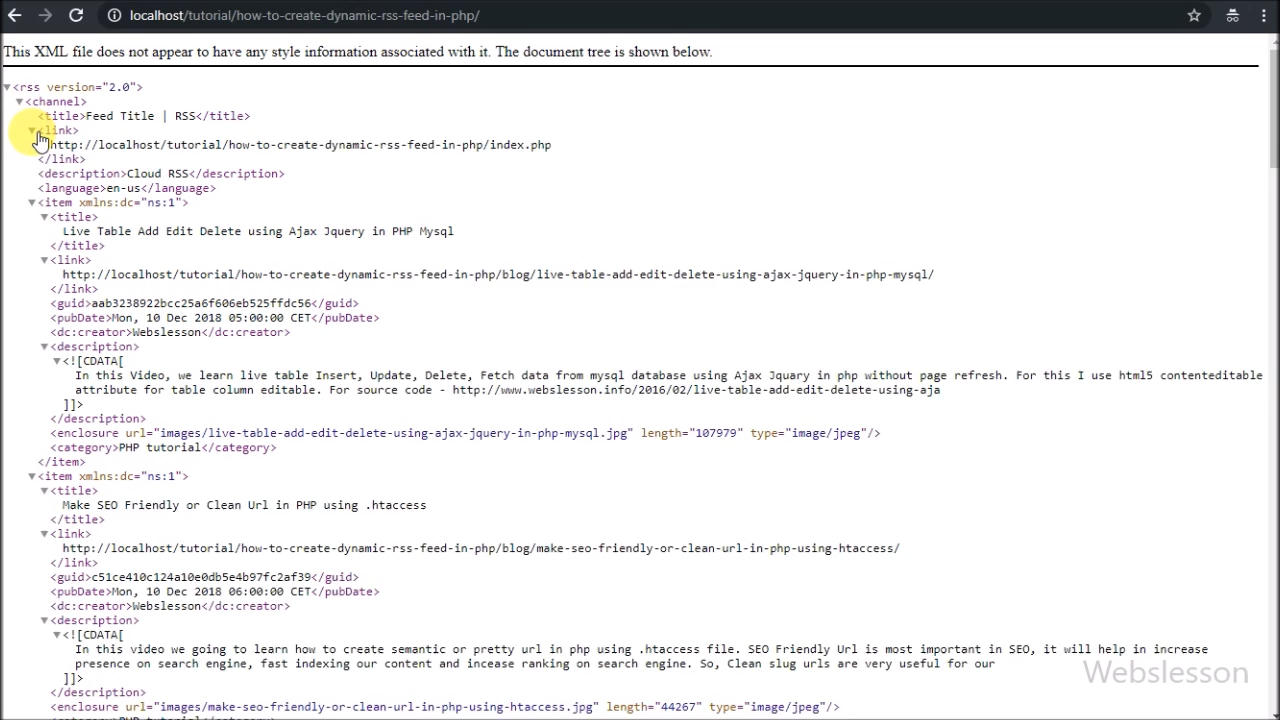 localhost/tutorial/how-to-create-dynamic-rss-feed-in-php/
This XML file does not appear to have any style information associated with it. The document tree is shown below.
<rss version="2.0">
<channel>
<title>Feed Title | RSS</title>
<link>
http://localhost/tutorial/how-to-create-dynamic-rss-feed-in-php/index.php
</link>
<description>Cloud RSS</description>
<language>en-us</language>
<item xmlns:dc="ns:1">
<title>
Live Table Add Edit Delete using Ajax Jquery in PHP Mysql
</title>
<link>
http://localhost/tutorial/how-to-create-dynamic-rss-feed-in-php/blog/live-table-add-edit-delete-using-ajax-jquery-in-php-mysql/
</link>
<guid>aab3238922bcc25a6f606eb525ffdc56</guid>
<pubDate>Mon, 10 Dec 2018 05:00:00 CET</pubDate>
<dc:creator>Webslesson</dc:creator>
<description>
<![CDATA[
In this Video, we learn live table Insert, Update, Delete, Fetch data from mysql database using Ajax Jquary in php without page refresh. For this I use html5 contenteditable
attribute for table column editable. For source code - http://www.webslesson.info/2016/02/live-table-add-edit-delete-using-aja
]]>
</description>
<enclosure url="images/live-table-add-edit-delete-using-ajax-jquery-in-php-mysql.jpg" length="107979" type="image/jpeg"/>
<category>PHP tutorial</category>
</item>
<item xmlns:dc="ns:1">
<title>
Make SEO Friendly or Clean Url in PHP using .htaccess
</title>
<link>
http://localhost/tutorial/how-to-create-dynamic-rss-feed-in-php/blog/make-seo-friendly-or-clean-url-in-php-using-htaccess/
</link>
<guid>c51ce410c124a10e0db5e4b97fc2af39</guid>
<pubDate>Mon, 10 Dec 2018 06:00:00 CET</pubDate>
<dc:creator>Webslesson</dc:creator>
<description>
<![CDATA[
In this video we going to learn how to create semantic or pretty url in php using .htaccess file. SEO Friendly Url is most important in SEO, it will help in increase
presence on search engine, fast indexing our content and incease ranking on search engine. So, Clean slug urls are very useful for our
]]>
</description>
<enclosure url="images/make-seo-friendly-or-clean-url-in-php-using-htaccess.jpg" length="44267" type="image/jpeg"/>
<category>PHP tutorial</category>
Webslesson